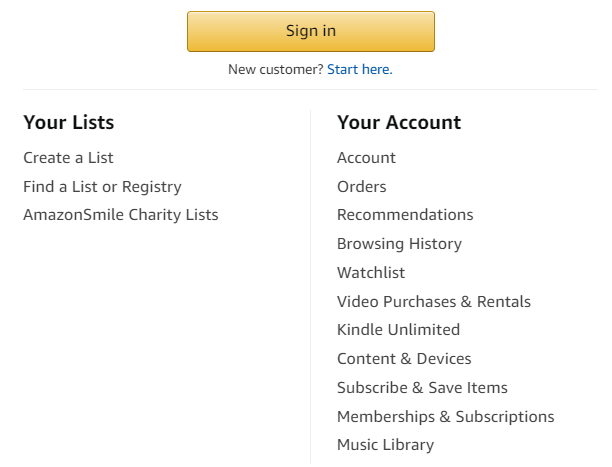 Sign in
New customer? Start here.
Your Lists
Create a List
Find a List or Registry
AmazonSmile Charity Lists
Your Account
Account
Orders
Recommendations
Browsing History
Watchlist
Video Purchases & Rentals
Kindle Unlimited
Content & Devices
Subscribe & Save Items
Memberships & Subscriptions
Music Library